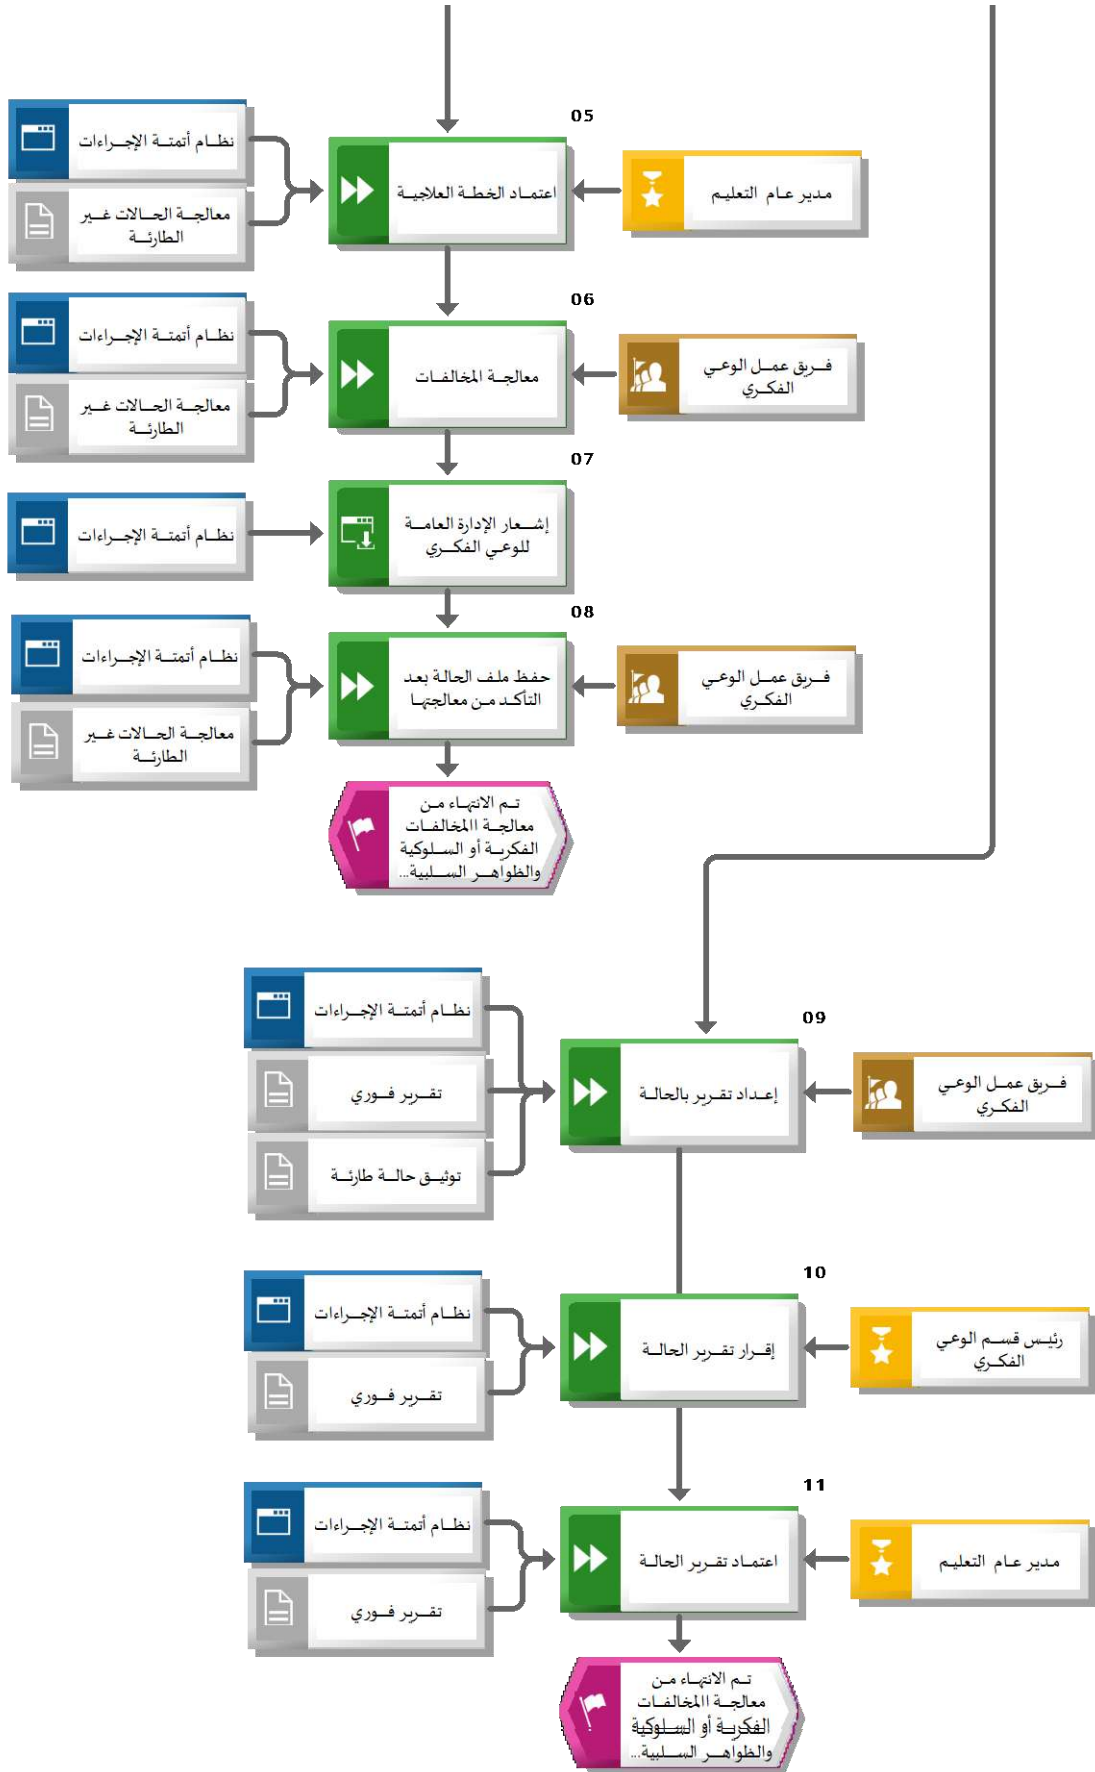 05
نظام أتمتة الإجراءات
اعتماد الخطة العلاجية
مدير عام التعليم
معالجة الحالات غير
الطارئة
06
نظام أتمتة الإجراءات
معالجة المخالفات
فريق عمل الوعي
الفكري
معالجة الحالات غير
الطارئة
07
إشعار الإدارة العامة
للوعي الفكري
نظام أتمتة الإجراءات
08
نظام أتمتة الإجراءات
حفظ ملف الحالة بعد
التأكد من معالجتها
فريق عمل الوعي
الفكري
معالجة الحالات غير
الطارئة
تم الانتهاء من
معالجة االمخالفات
الفكرية أو السلوكية
والظواهر السلبية...
09
نظام أتمتة الإجراءات
تقرير فوري
توثيق حالة طارئة
إعداد تقرير بالحالة
فريق عمل الوعي
الفكري
10
نظام أتمتة الإجراءات
تقرير فوري
إقرار تقرير الحالة
رئيس قسم الوعي
الفكري
11
نظام أتمتة الإجراءات
تقرير فوري
اعتماد تقرير الحالة
مدير عام التعليم
تم الانتهاء من
معالجة االمخالفات
الفكرية أو السلوكية
والظواهر السلبية...